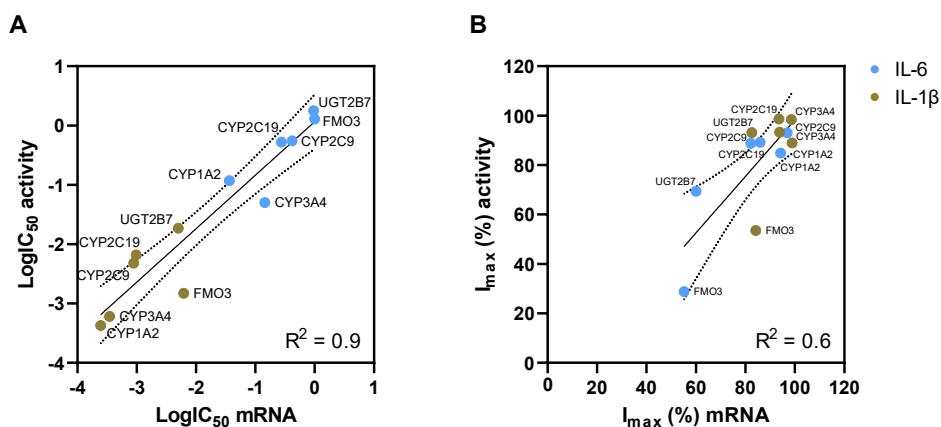 A
LogIC50 activity
1
0
-1
-2
-3
-4
-4
-3
-2
-1
0
1
LogIC50 mRNA
UGT2B7
FMO3
CYP2C19
CYP2C9
CYP1A2
CYP3A4
UGT2B7
CYP2C19
CYP2C9
FMO3
CYP3A4
CYP1A2
R² = 0.9
B
Imax (%) activity
120
100
80
60
40
20
0
0
20
40
60
80
100
120
Imax (%) mRNA
CYP2C19
CYP3A4
UGT2B7
CYP2C9
CYP2C9
CYP3A4
CYP2C19
CYP1A2
CYP1A2
UGT2B7
FMO3
FMO3
R² = 0.6
IL-6
IL-1β